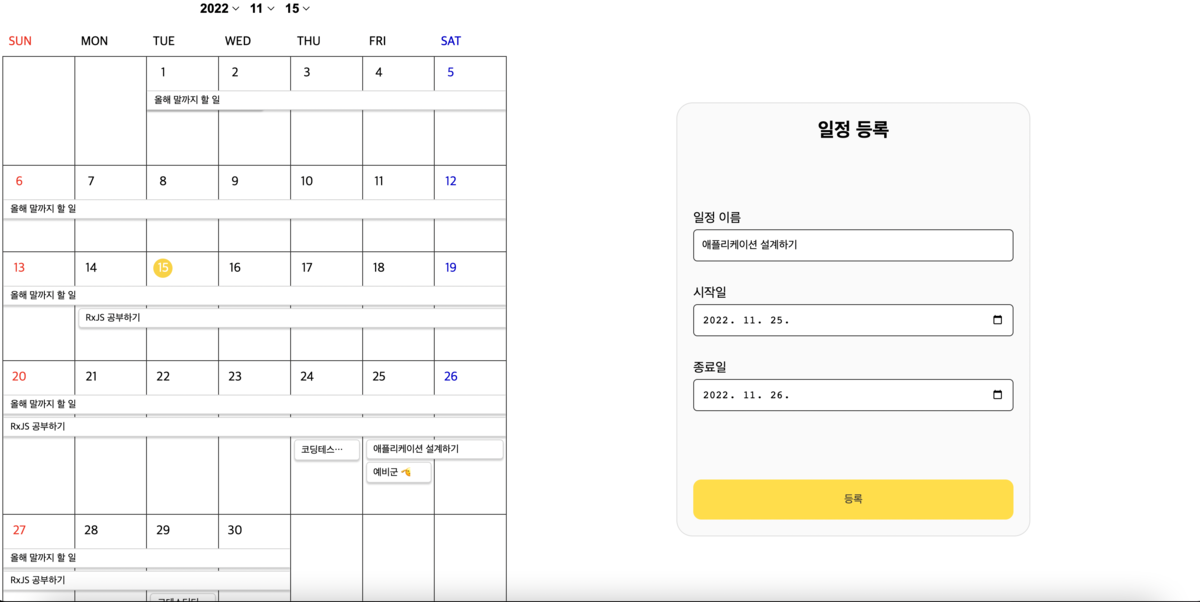 2022 11 15
SUN MON TUE WED THU FRI SAT
1 2 3 4 5
올해 말까지 할 일
6 7 8 9 10 11 12
올해 말까지 할 일
13 14 15 16 17 18 19
올해 말까지 할 일
RxJS 공부하기
20 21 22 23 24 25 26
올해 말까지 할 일
RxJS 공부하기
코딩테스… 애플리케이션 설계하기
예비군 🔫
27 28 29 30
올해 말까지 할 일
RxJS 공부하기
일정 등록
일정 이름
애플리케이션 설계하기
시작일
2022. 11. 25.
종료일
2022. 11. 26.
등록